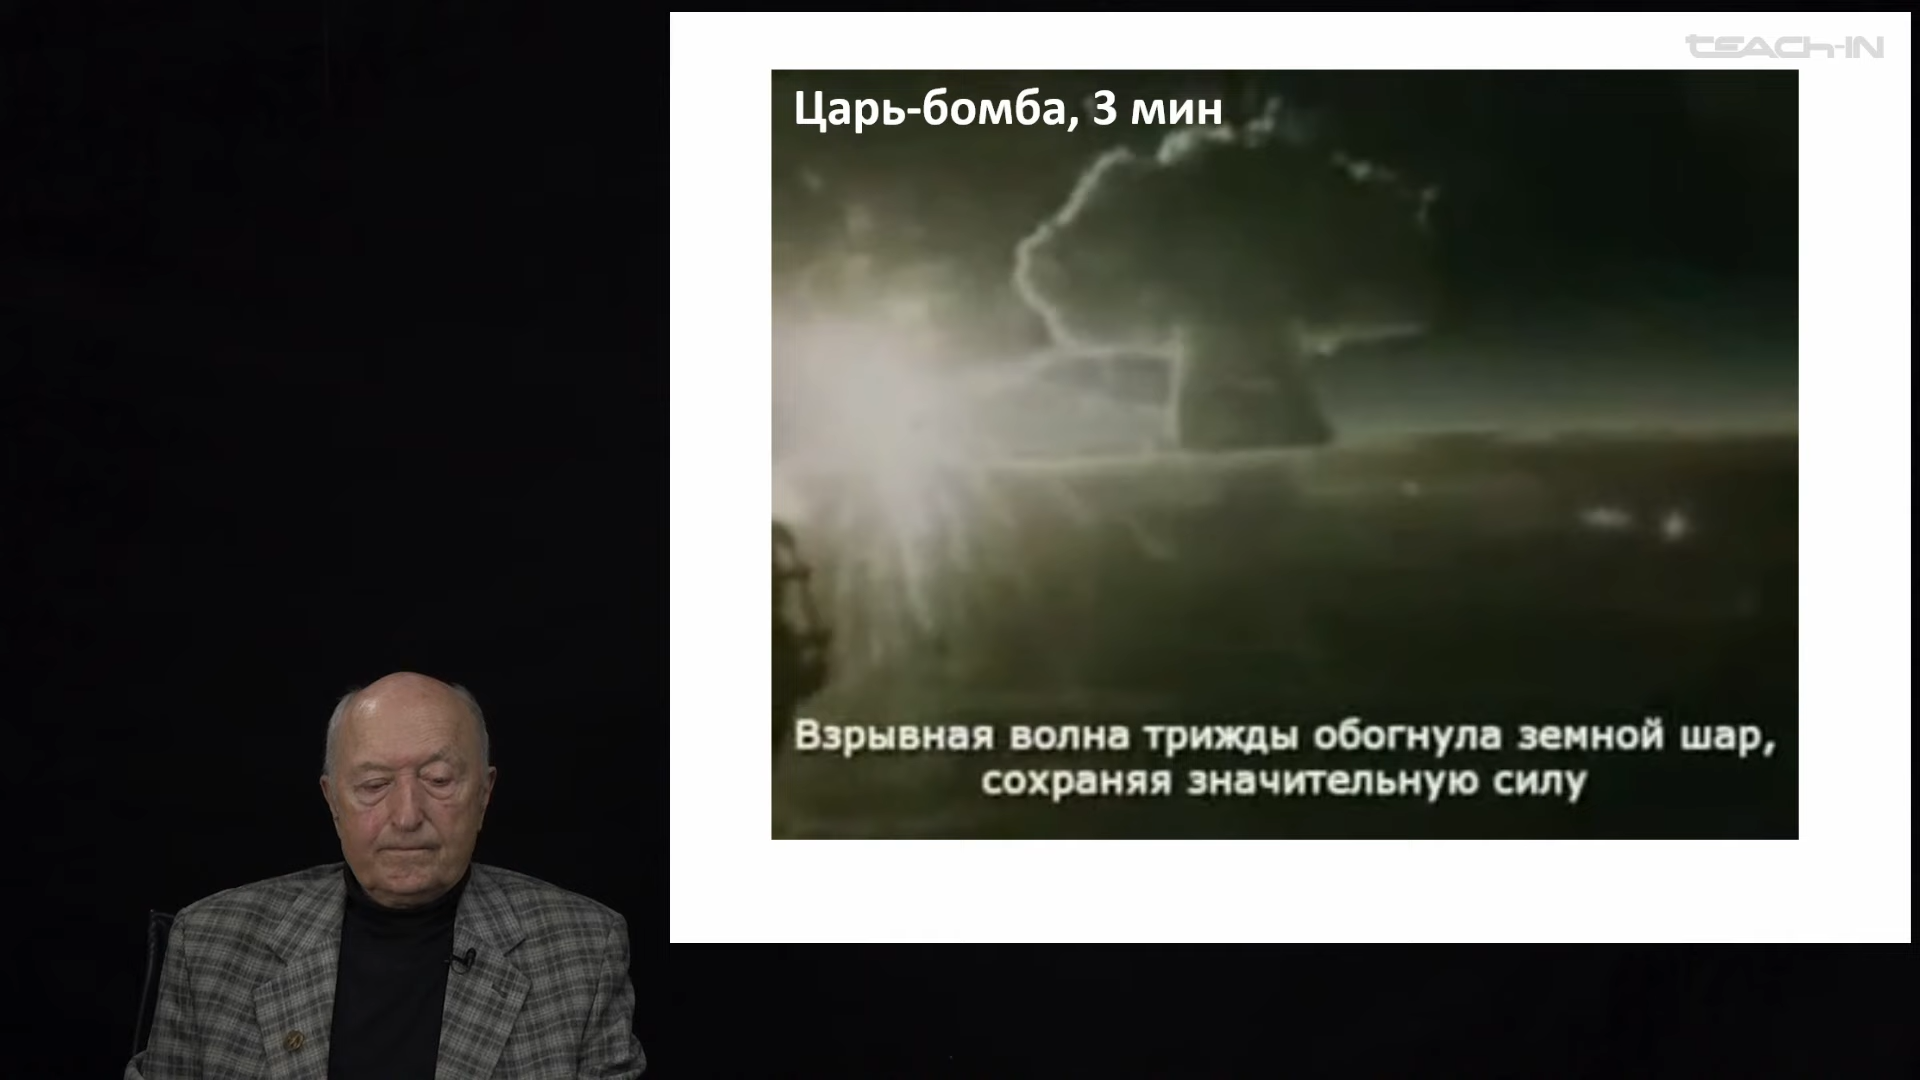 TEACH-IN
Царь-бомба, 3 мин
Взрывная волна трижды обогнула земной шар,
сохраняя значительную силу